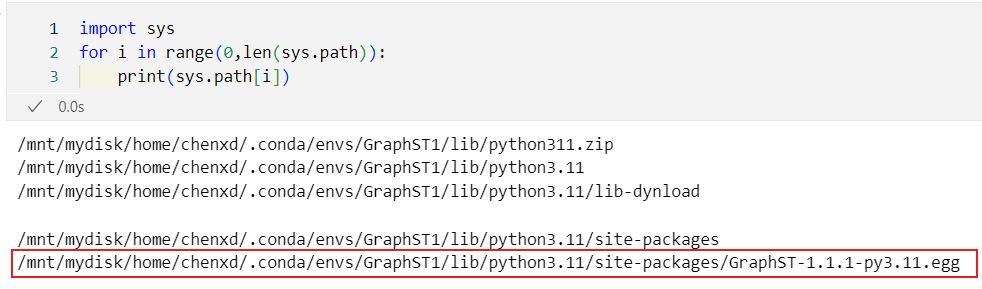 1 import sys
2 for i in range(0,len(sys.path)):
3     print(sys.path[i])
0.0s
/mnt/mydisk/home/chenxd/.conda/envs/GraphST1/lib/python311.zip
/mnt/mydisk/home/chenxd/.conda/envs/GraphST1/lib/python3.11
/mnt/mydisk/home/chenxd/.conda/envs/GraphST1/lib/python3.11/lib-dynload
/mnt/mydisk/home/chenxd/.conda/envs/GraphST1/lib/python3.11/site-packages
/mnt/mydisk/home/chenxd/.conda/envs/GraphST1/lib/python3.11/site-packages/GraphST-1.1.1-py3.11.egg